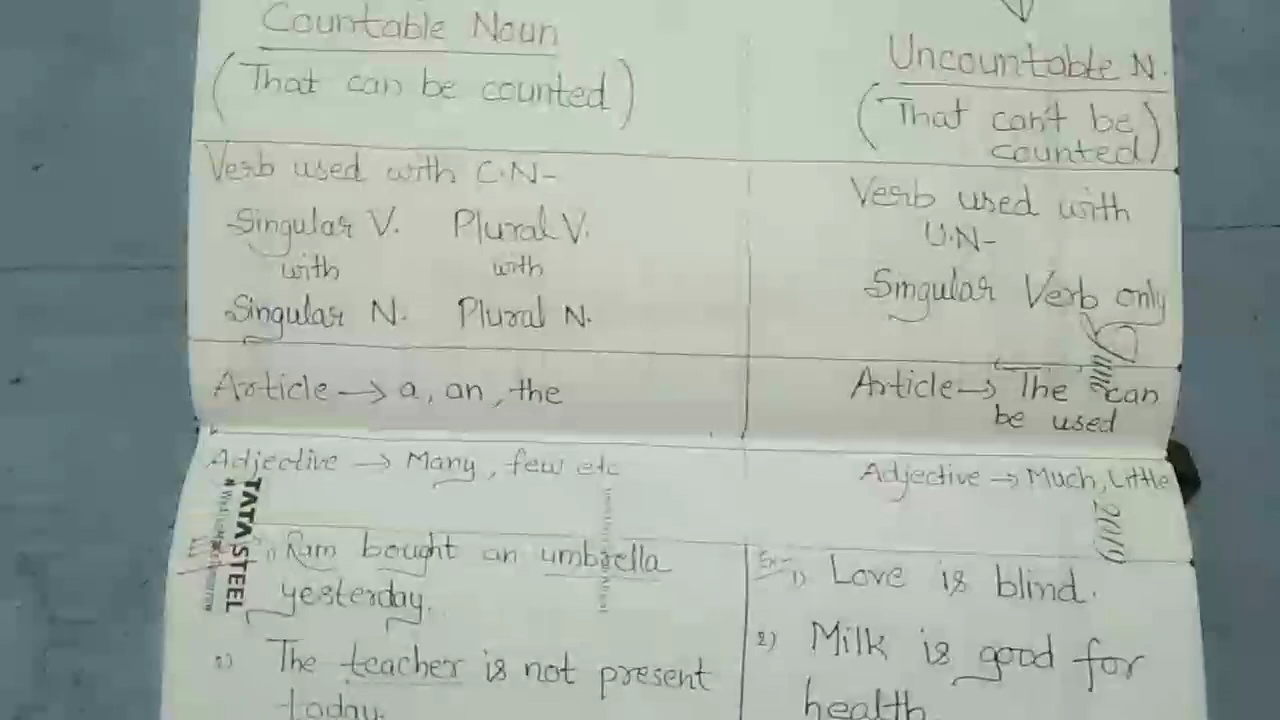 Countable Noun
(That can be counted)
Verb used with C.N-
Singular V. Plural V.
with with
Singular N. Plural N.
Article → a, an, the
Adjective → Many, few etc
1) Ram bought an umbrella
yesterday.
2) The teacher is not present
today.
Uncountable N.
(That can't be
counted)
Verb used with
U.N-
Singular Verb only
Article → The can
be used
Adjective → Much, Little
Ex- 1) Love is blind.
2) Milk is good for
health
TATA STEEL
June
2019